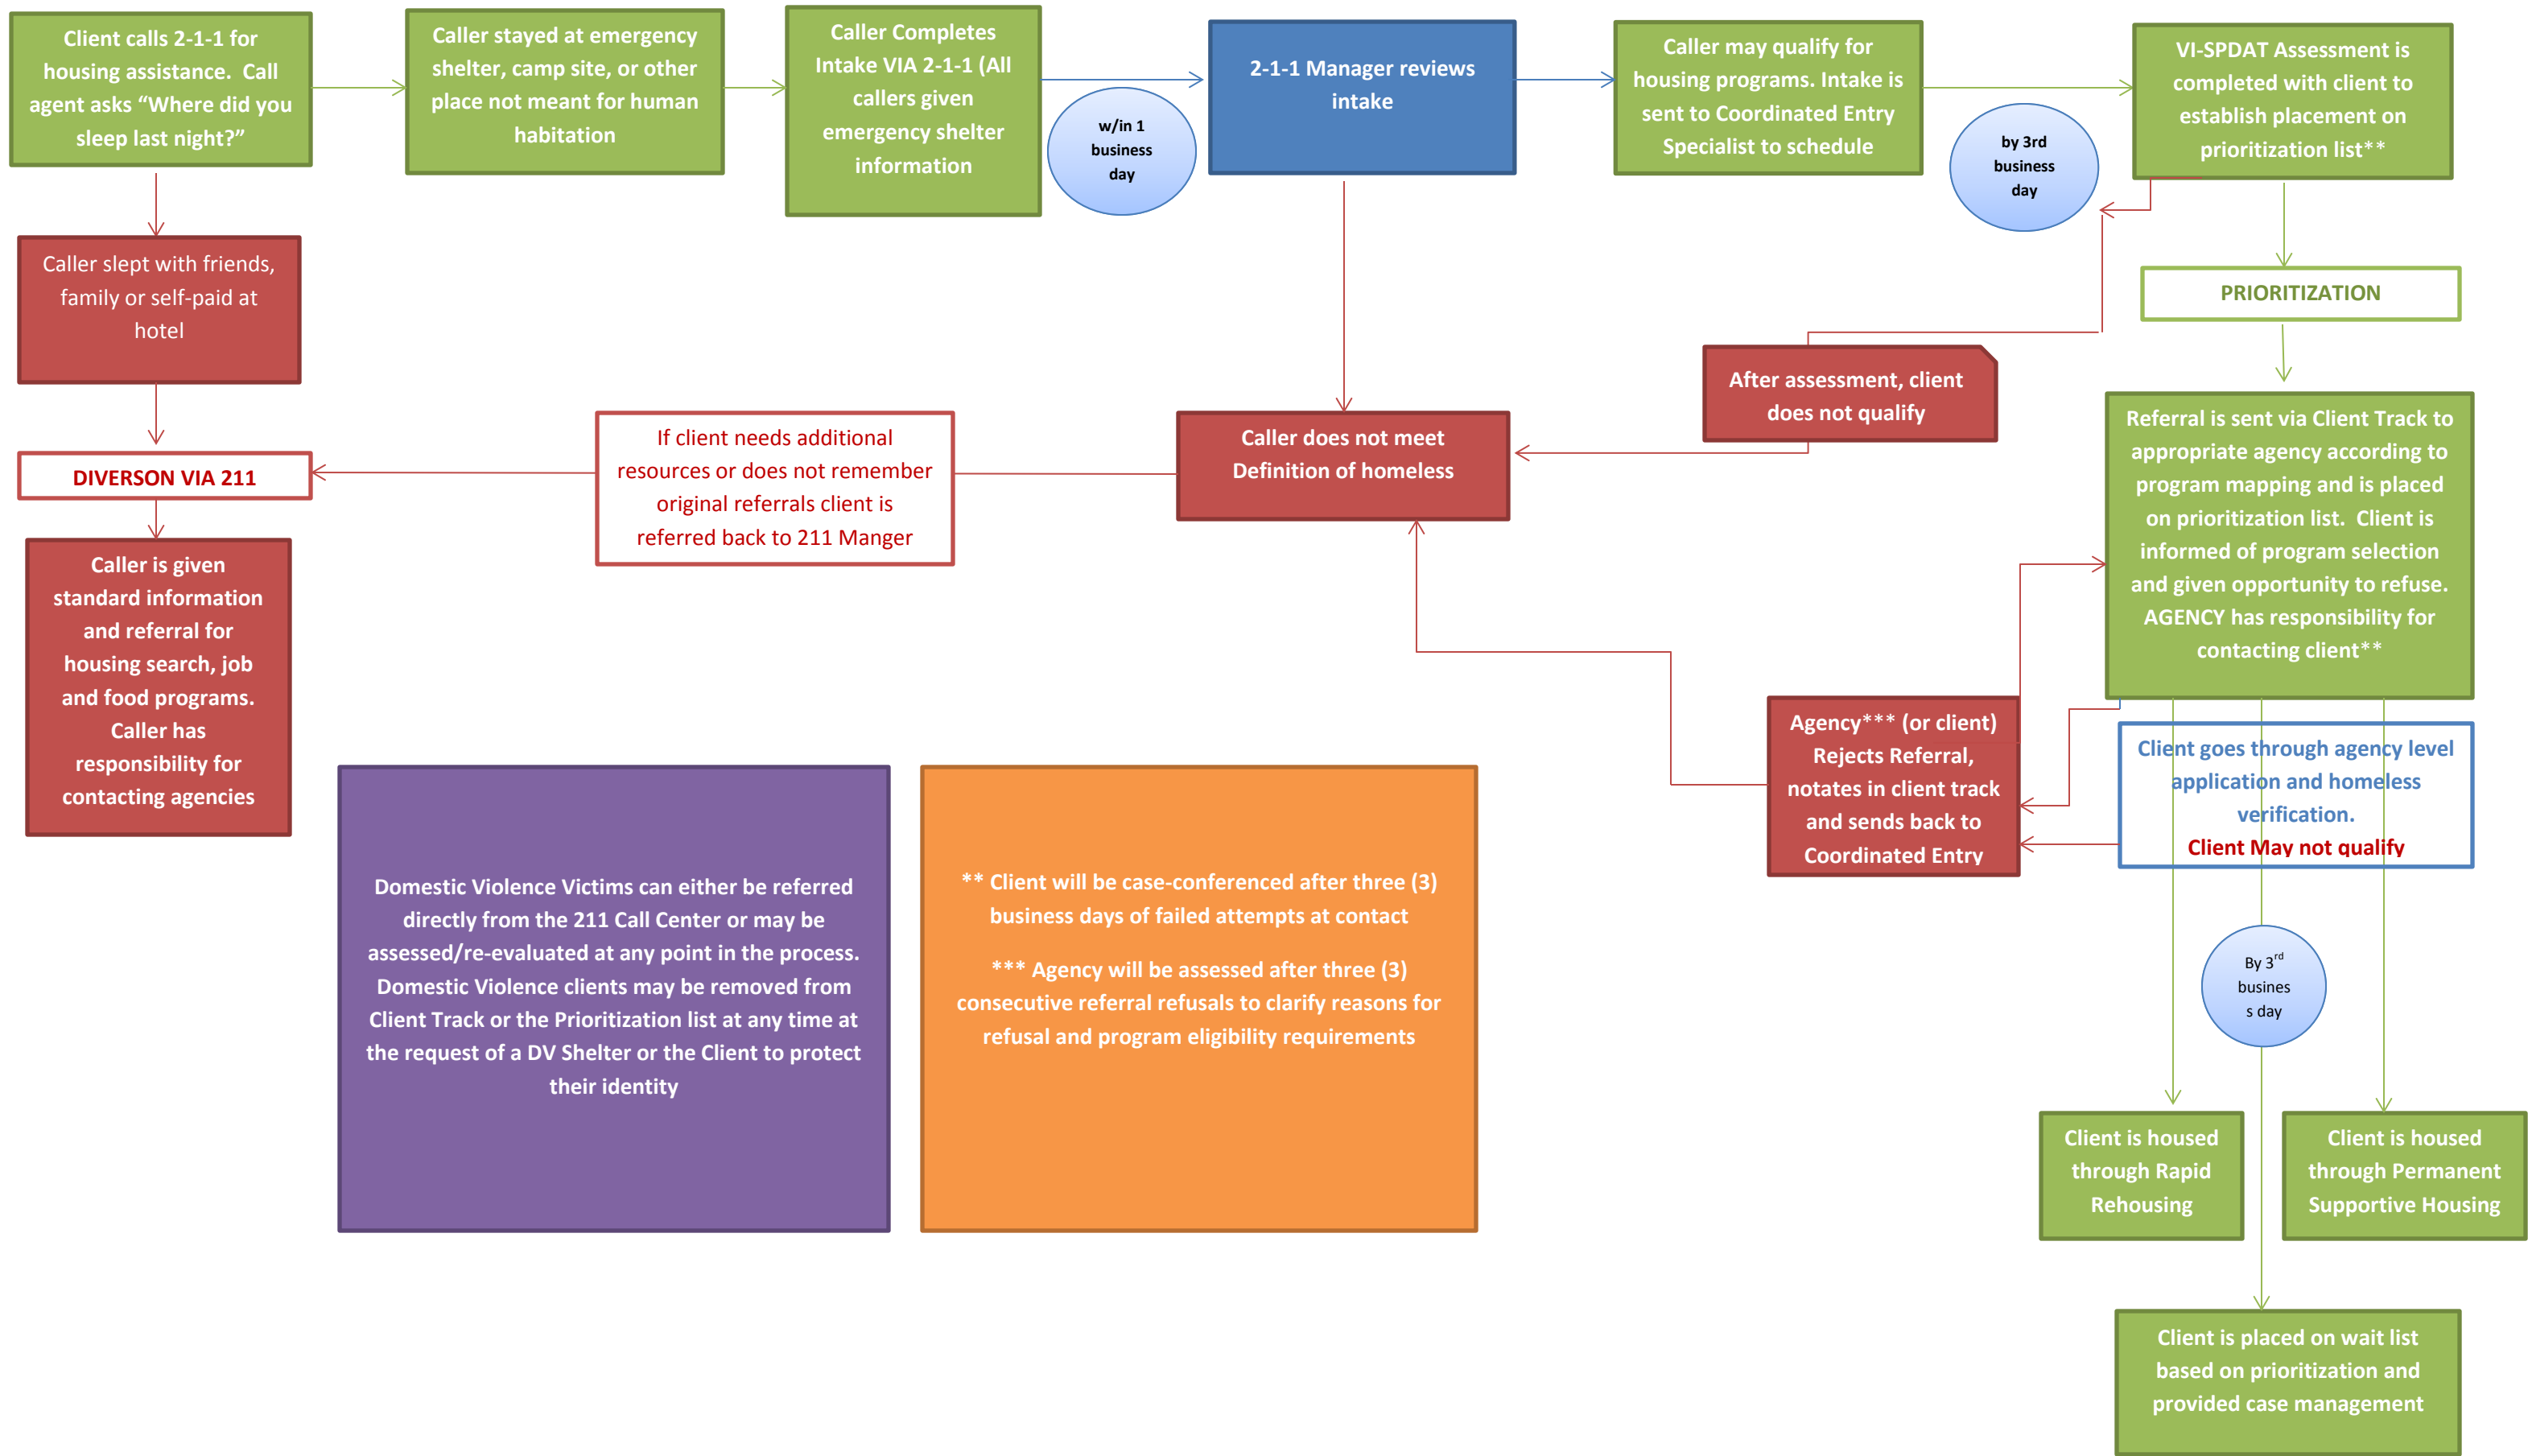 Client calls 2-1-1 for
housing assistance.  Call
agent asks “Where did you
sleep last night?”
Caller stayed at emergency
shelter, camp site, or other
place not meant for human
habitation
Caller Completes
Intake VIA 2-1-1 (All
callers given
emergency shelter
information
w/in 1
business
day
2-1-1 Manager reviews
intake
Caller may qualify for
housing programs. Intake is
sent to Coordinated Entry
Specialist to schedule
by 3rd
business
day
VI-SPDAT Assessment is
completed with client to
establish placement on
prioritization list**
Caller slept with friends,
family or self-paid at
hotel
PRIORITIZATION
After assessment, client
does not qualify
DIVERSON VIA 211
If client needs additional
resources or does not remember
original referrals client is
referred back to 211 Manger
Caller does not meet
Definition of homeless
Referral is sent via Client Track to
appropriate agency according to
program mapping and is placed
on prioritization list.  Client is
informed of program selection
and given opportunity to refuse.
AGENCY has responsibility for
contacting client**
Caller is given
standard information
and referral for
housing search, job
and food programs.
Caller has
responsibility for
contacting agencies
Agency*** (or client)
Rejects Referral,
notates in client track
and sends back to
Coordinated Entry
Client goes through agency level
application and homeless
verification.
Client May not qualify
Domestic Violence Victims can either be referred
directly from the 211 Call Center or may be
assessed/re-evaluated at any point in the process.
Domestic Violence clients may be removed from
Client Track or the Prioritization list at any time at
the request of a DV Shelter or the Client to protect
their identity
** Client will be case-conferenced after three (3)
business days of failed attempts at contact
*** Agency will be assessed after three (3)
consecutive referral refusals to clarify reasons for
refusal and program eligibility requirements
By 3rd
busines
s day
Client is housed
through Rapid
Rehousing
Client is housed
through Permanent
Supportive Housing
Client is placed on wait list
based on prioritization and
provided case management